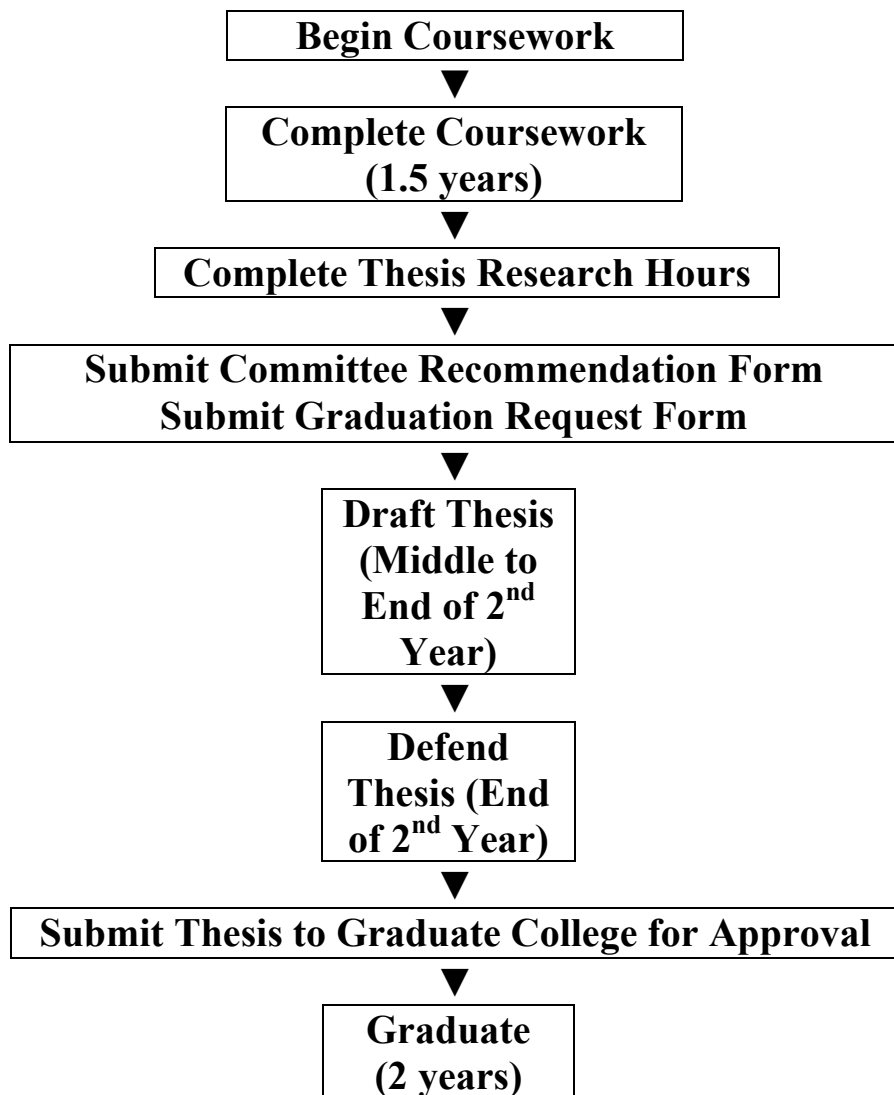 Begin Coursework
Complete Coursework
(1.5 years)
Complete Thesis Research Hours
Submit Committee Recommendation Form
Submit Graduation Request Form
Draft Thesis
(Middle to
End of 2nd
Year)
Defend
Thesis (End
of 2nd Year)
Submit Thesis to Graduate College for Approval
Graduate
(2 years)